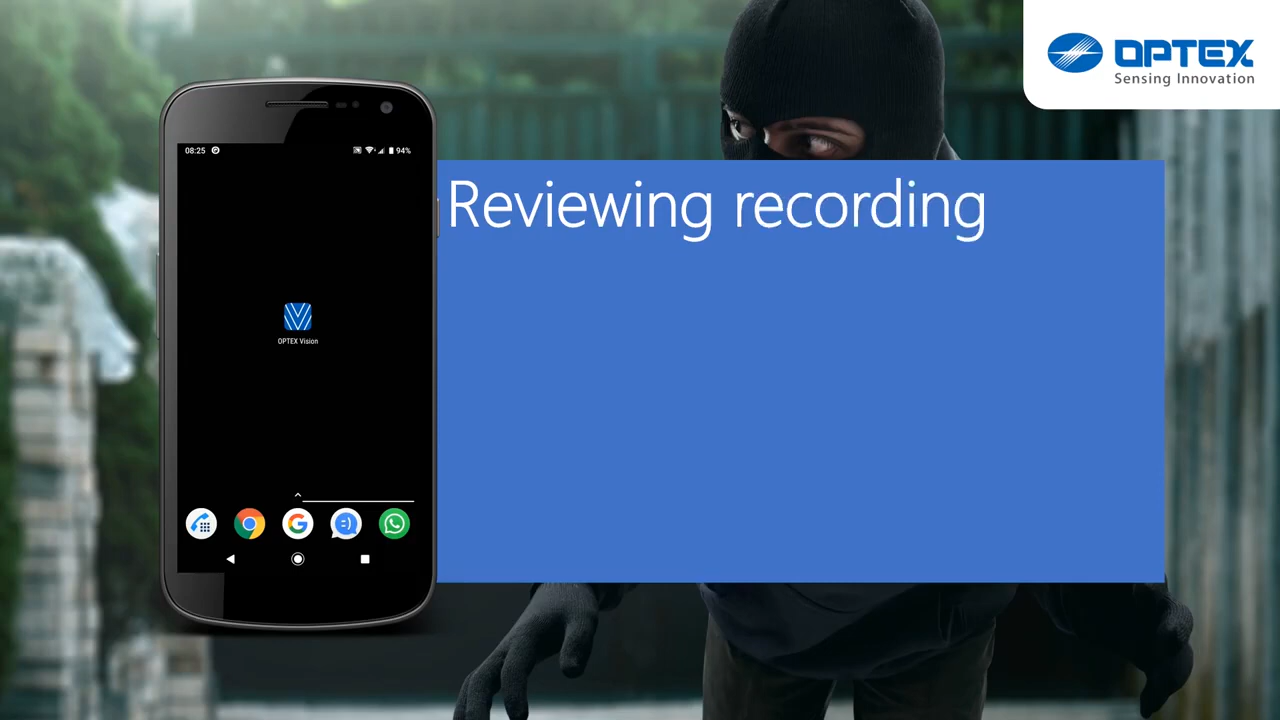 OPTEX
Sensing Innovation
08:25
94%
Reviewing recording
OPTEX Vision